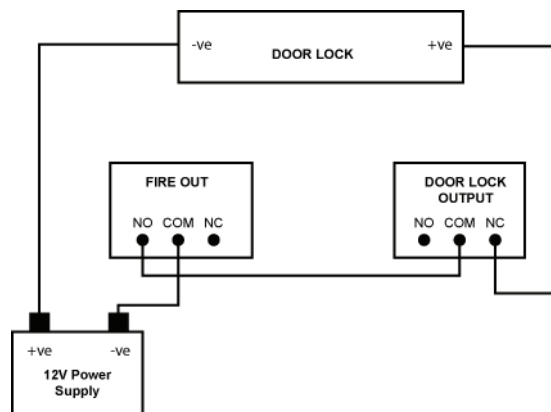 -ve
DOOR LOCK
+ve
FIRE OUT
NO COM NC
DOOR LOCK
OUTPUT
NO COM NC
+ve
-ve
12V Power
Supply